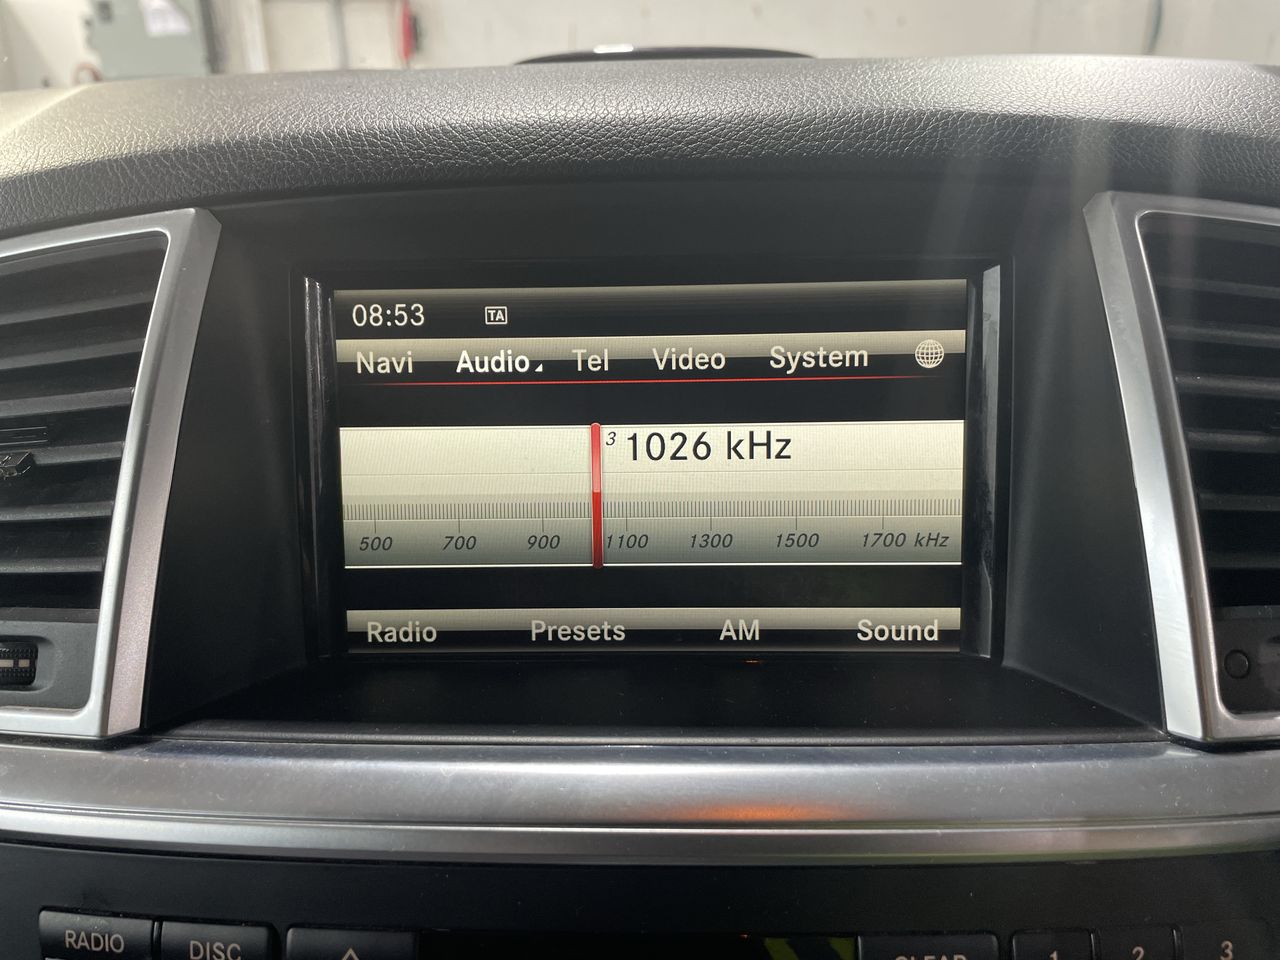 08:53 TA
Navi Audio Tel Video System
3 1026 kHz
500 700 900 1100 1300 1500 1700 kHz
Radio Presets AM Sound
RADIO DISC CLEAR 1 2 3